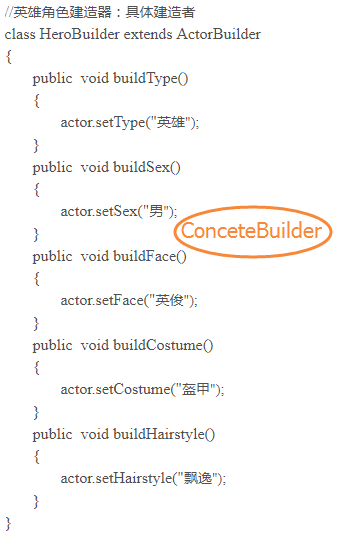 //英雄角色建造器：具体建造者
class HeroBuilder extends ActorBuilder
{
public  void buildType()
{
actor.setType("英雄");
}
public  void buildSex()
{
actor.setSex("男");
}
ConceteBuilder
public  void buildFace()
{
actor.setFace("英俊");
}
public  void buildCostume()
{
actor.setCostume("盔甲");
}
public  void buildHairstyle()
{
actor.setHairstyle("飘逸");
}
}